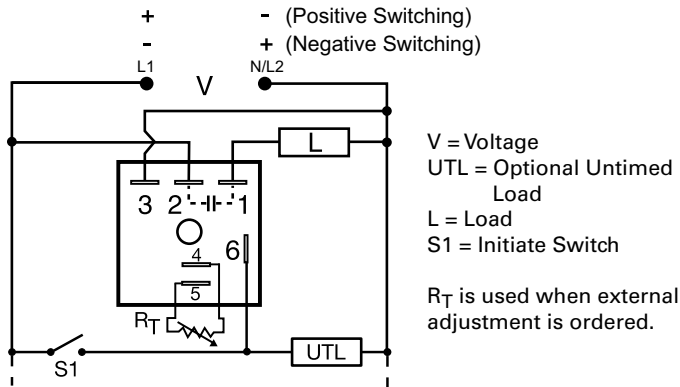 + - (Positive Switching)
- + (Negative Switching)
L1 N/L2
V
L
3 2 1
6
4
5
RT
S1 UTL
V = Voltage
UTL = Optional Untimed
Load
L = Load
S1 = Initiate Switch
RT is used when external
adjustment is ordered.